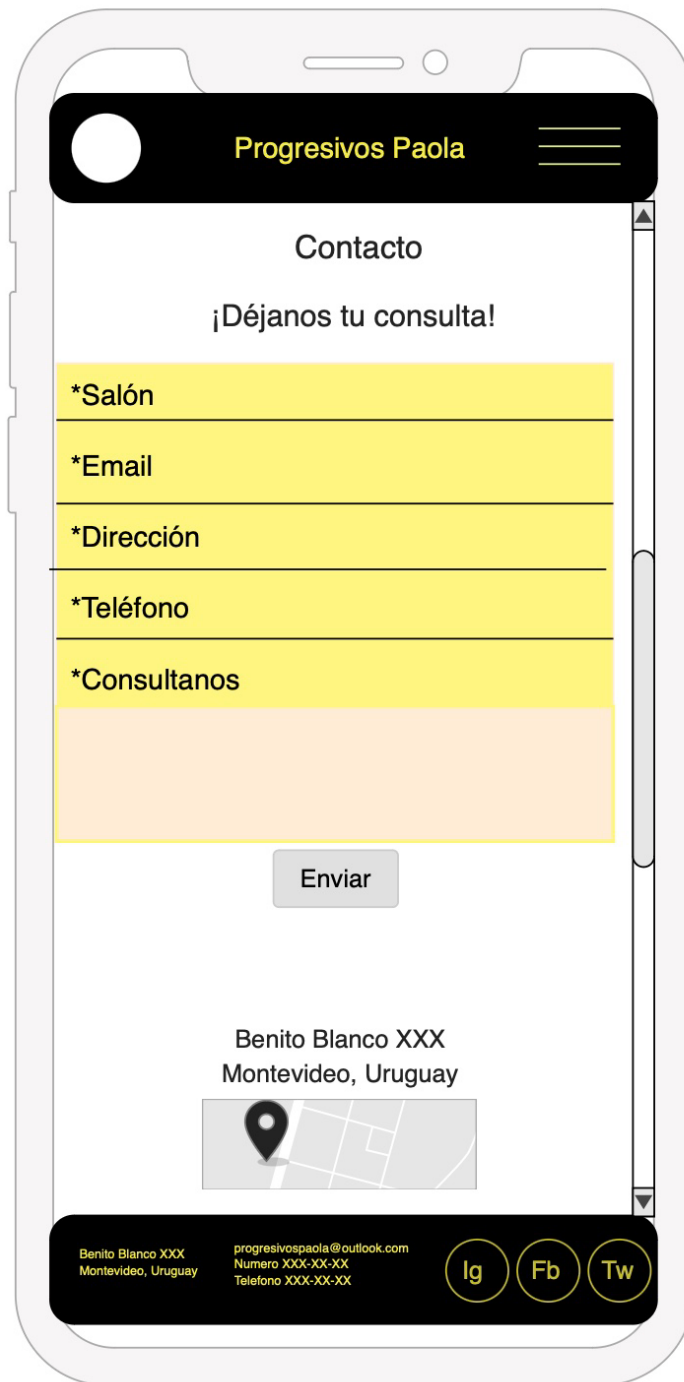 Progresivos Paola
Contacto
¡Déjanos tu consulta!
*Salón
*Email
*Dirección
*Teléfono
*Consultanos
Enviar
Benito Blanco XXX
Montevideo, Uruguay
Benito Blanco XXX
Montevideo, Uruguay
progresivospaola@outlook.com
Numero XXX-XX-XX
Telefono XXX-XX-XX
Ig
Fb
Tw